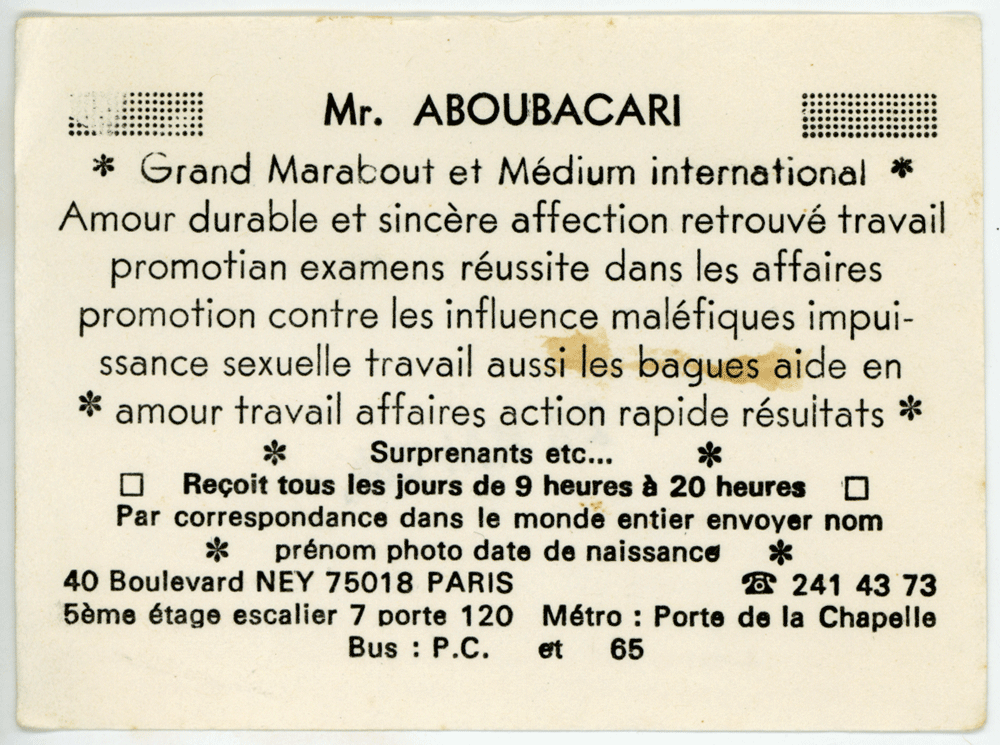 Mr. ABOUBACARI
* Grand Marabout et Médium international *
Amour durable et sincère affection retrouvé travail
promotian examens réussite dans les affaires
promotion contre les influence maléfiques impui-
ssance sexuelle travail aussi les bagues aide en
* amour travail affaires action rapide résultats *
* Surprenants etc... *
□ Reçoit tous les jours de 9 heures à 20 heures □
Par correspondance dans le monde entier envoyer nom
* prénom photo date de naissance *
40 Boulevard NEY 75018 PARIS ☎ 241 43 73
5ème étage escalier 7 porte 120 Métro : Porte de la Chapelle
Bus : P.C. et 65